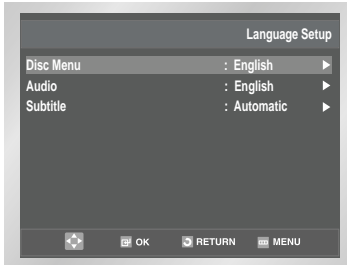 Language Setup
Disc Menu : English ▶
Audio : English ▶
Subtitle : Automatic ▶
OK RETURN MENU